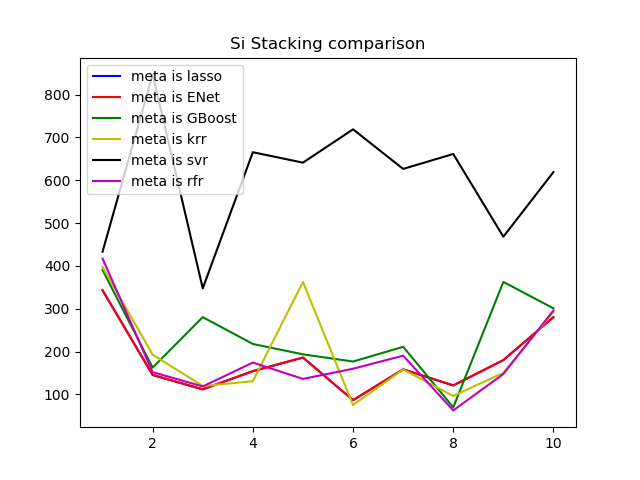 Si Stacking comparison
800
700
600
500
400
300
200
100
meta is lasso
meta is ENet
meta is GBoost
meta is krr
meta is svr
meta is rfr
2 4 6 8 10